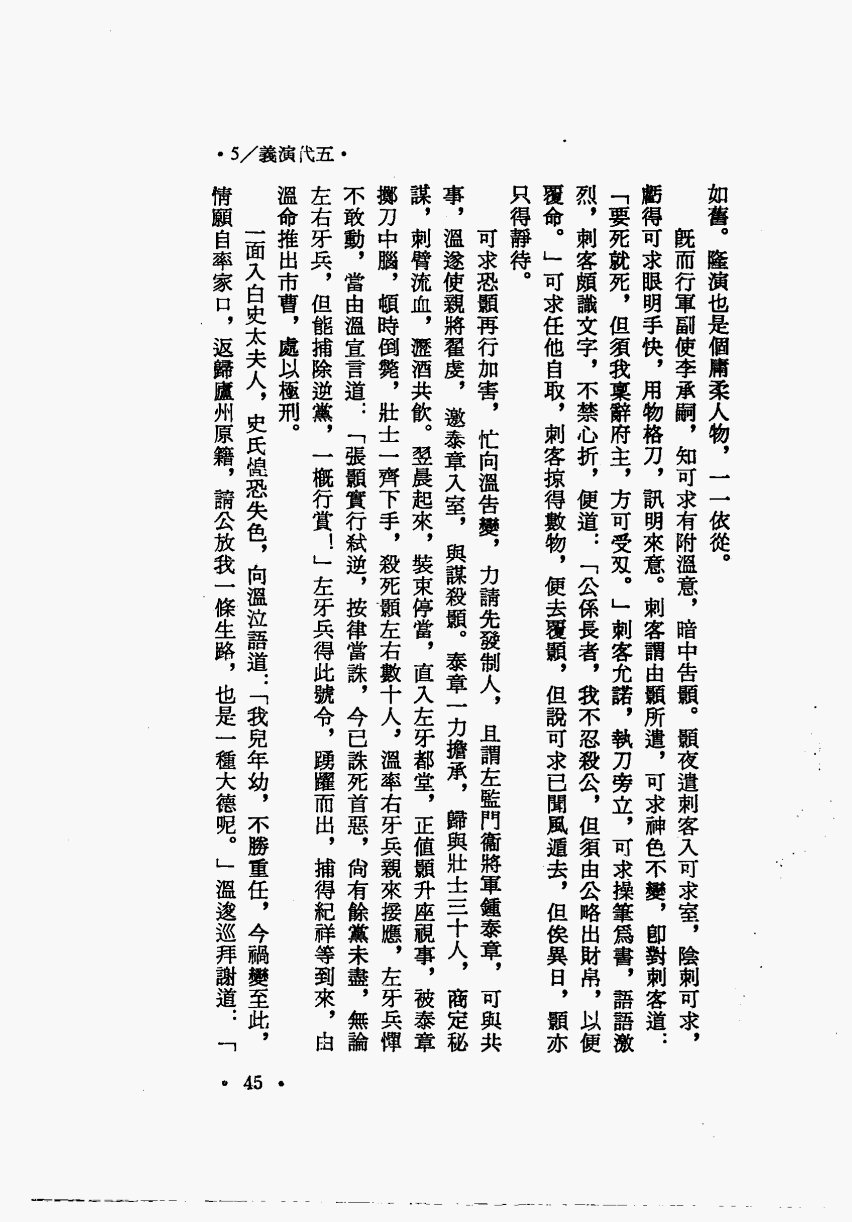 •5／義演代五•
如舊。隆演也是個庸柔人物，一一依從。
既而行軍副使李承嗣，知可求有附溫意，暗中告顥。顥夜遣刺客入可求室，陰刺可求，
虧得可求眼明手快，用物格刀，訊明來意。刺客謂由顥所遣，可求神色不變，卽對刺客道：
「要死就死，但須我稟辭府主，方可受刄。」刺客允諾，執刀旁立，可求操筆爲書，語語激
烈，刺客頗識文字，不禁心折，便道：「公係長者，我不忍殺公，但須由公略出財帛，以便
覆命。」可求任他自取，刺客掠得數物，便去覆顥，但說可求已聞風遁去，但俟異日，顥亦
只得靜待。
可求恐顥再行加害，忙向溫告變，力請先發制人，且謂左監門衞將軍鍾泰章，可與共
事，溫遂使親將翟虔，邀泰章入室，與謀殺顥。泰章一力擔承，歸與壯士三十人，商定秘
謀，刺臂流血，瀝酒共飲。翌晨起來，裝束停當，直入左牙都堂，正值顥升座視事，被泰章
擲刀中腦，頓時倒斃，壯士一齊下手，殺死顥左右數十人，溫率右牙兵親來接應，左牙兵憚
不敢動，當由溫宣言道：「張顥實行弒逆，按律當誅，今已誅死首惡，尙有餘黨未盡，無論
左右牙兵，但能捕除逆黨，一概行賞！」左牙兵得此號令，踴躍而出，捕得紀祥等到來，由
溫命推出市曹，處以極刑。
一面入白史太夫人，史氏惶恐失色，向溫泣語道：「我兒年幼，不勝重任，今禍變至此，
情願自率家口，返歸廬州原籍，請公放我一條生路，也是一種大德呢。」溫逡巡拜謝道：「
• 45 •